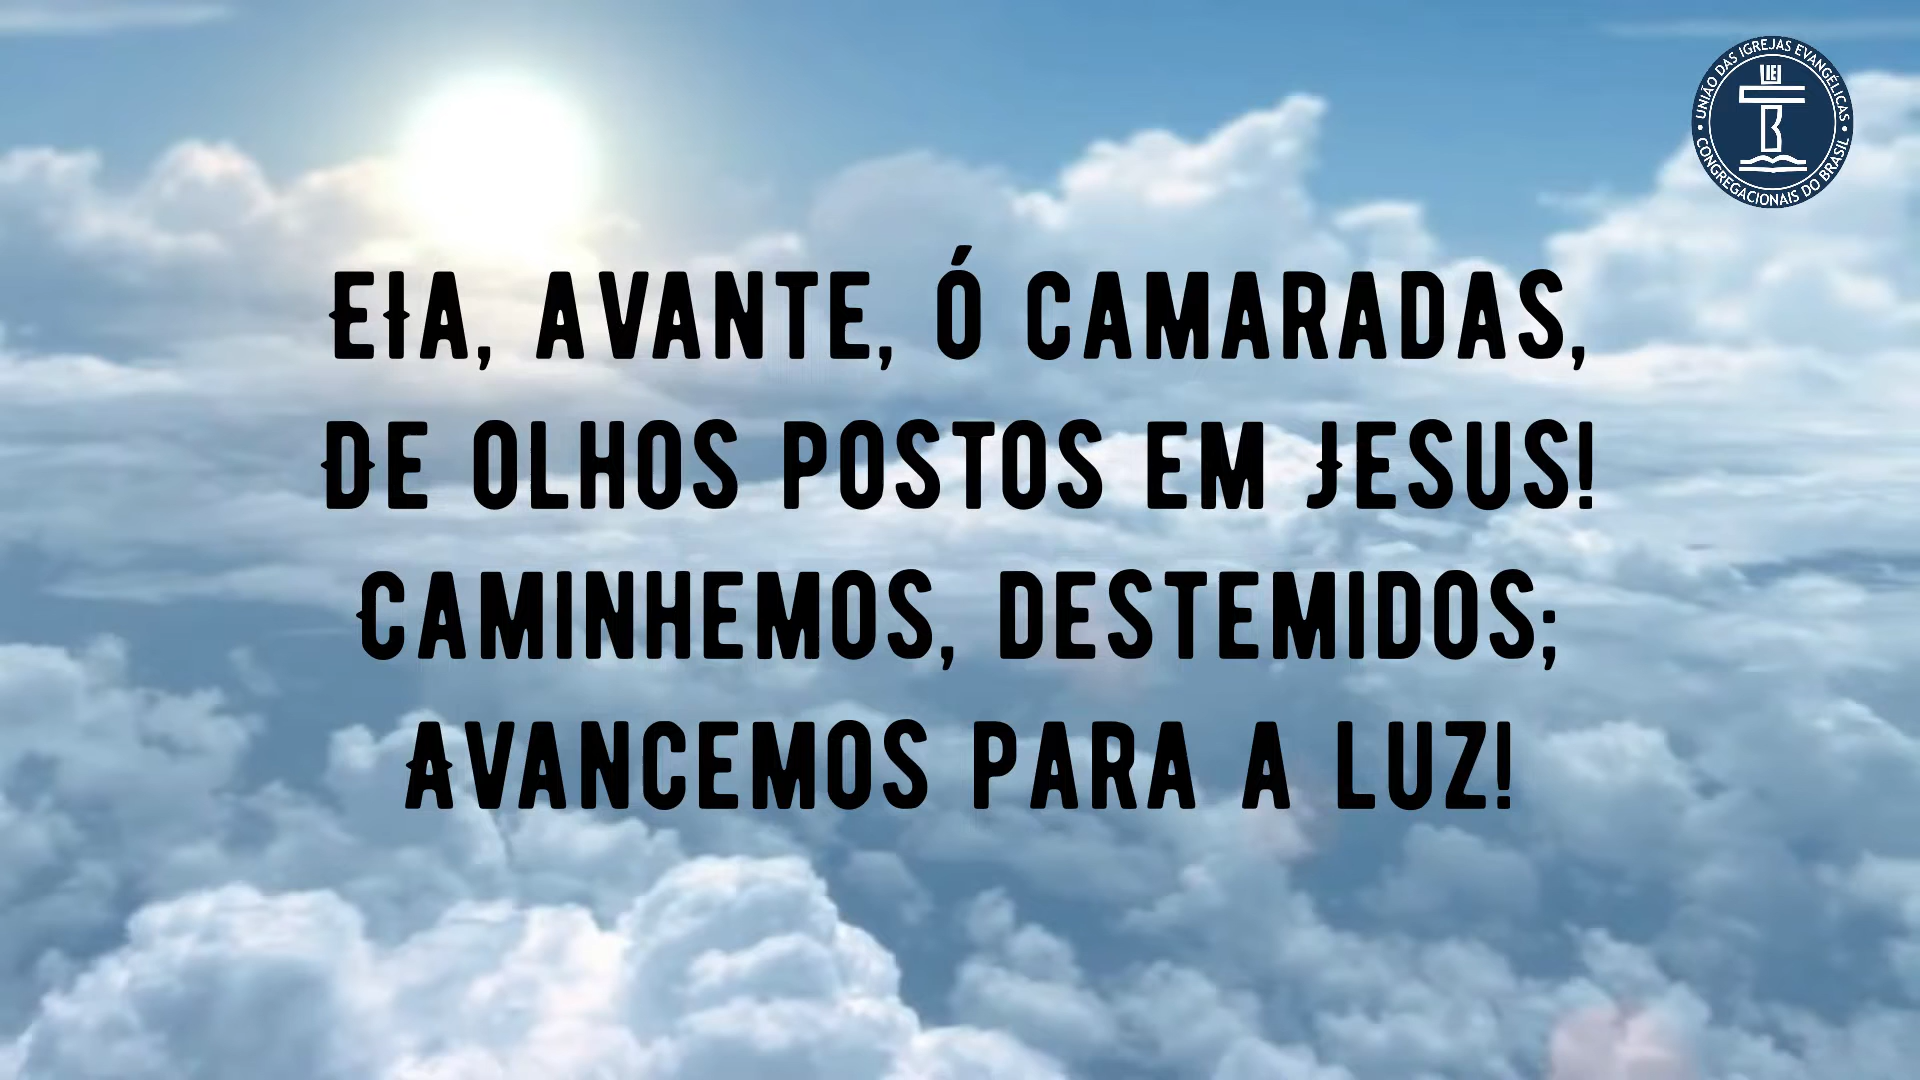 EIA, AVANTE, Ó CAMARADAS,
DE OLHOS POSTOS EM JESUS!
CAMINHEMOS, DESTEMIDOS;
AVANCEMOS PARA A LUZ!
• UNIÃO DAS IGREJAS EVANGÉLICAS •
CONGREGACIONAIS DO BRASIL